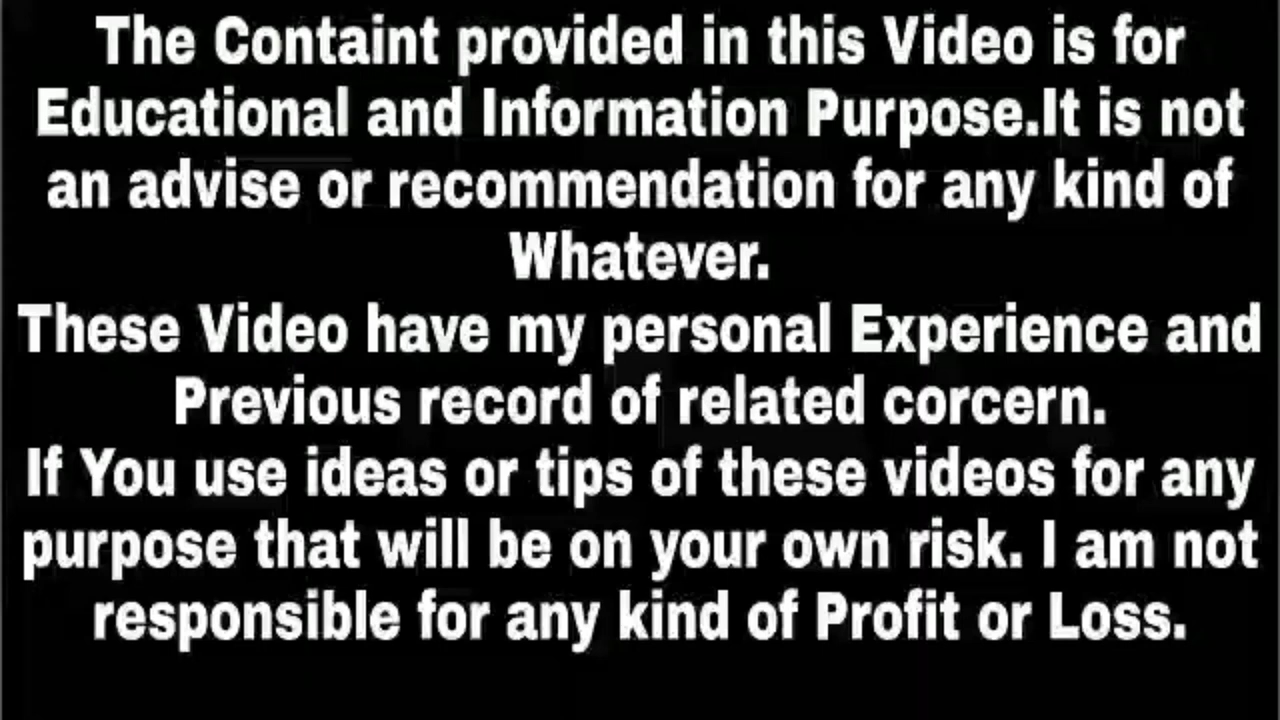 The Containt provided in this Video is for
Educational and Information Purpose.It is not
an advise or recommendation for any kind of
Whatever.
These Video have my personal Experience and
Previous record of related corcern.
If You use ideas or tips of these videos for any
purpose that will be on your own risk. I am not
responsible for any kind of Profit or Loss.